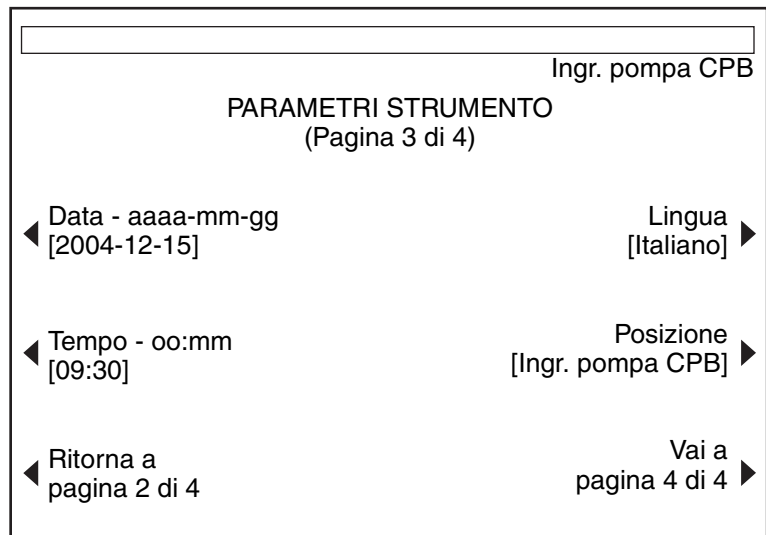 Ingr. pompa CPB
PARAMETRI STRUMENTO
(Pagina 3 di 4)
Data - aaaa-mm-gg
[2004-12-15]
Lingua
[Italiano]
Tempo - oo:mm
[09:30]
Posizione
[Ingr. pompa CPB]
Ritorna a
pagina 2 di 4
Vai a
pagina 4 di 4